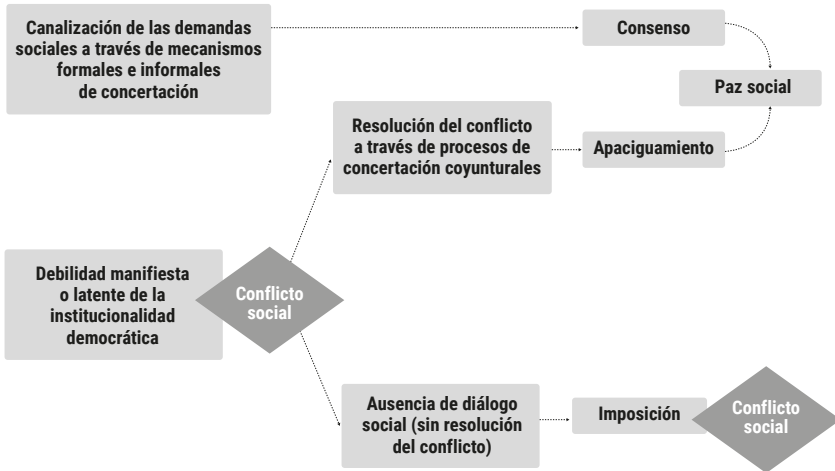 Canalización de las demandas
sociales a través de mecanismos
formales e informales
de concertación
Consenso
Paz social
Resolución del conflicto
a través de procesos de
concertación coyunturales
Apaciguamiento
Debilidad manifiesta
o latente de la
institucionalidad
democrática
Conflicto
social
Ausencia de diálogo
social (sin resolución
del conflicto)
Imposición
Conflicto
social